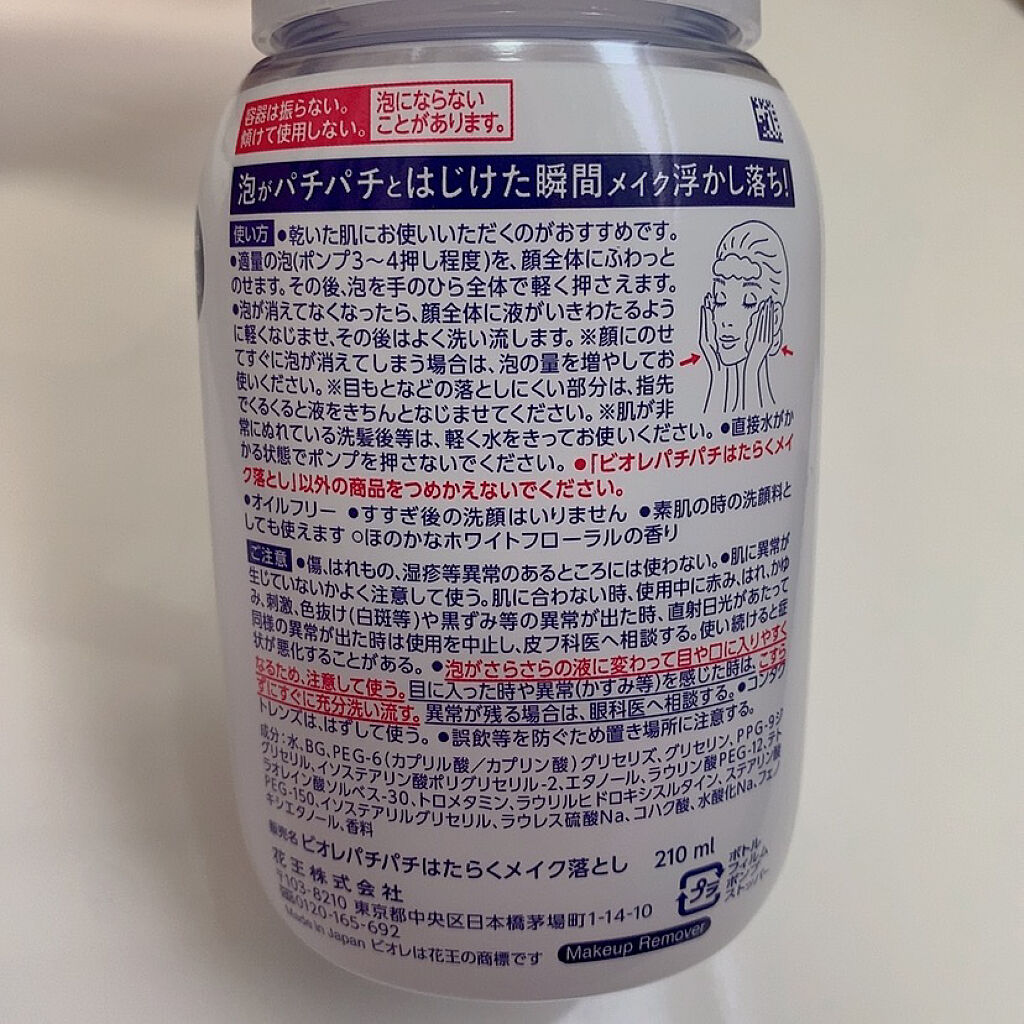 容器は振らない。
傾けて使用しない。
泡にならない
ことがあります。
泡がパチパチとはじけた瞬間メイク浮かし落ち!
使い方 ●乾いた肌にお使いいただくのがおすすめです。
●適量の泡(ポンプ3〜4押し程度)を、顔全体にふわっと
のせます。その後、泡を手のひら全体で軽く押さえます。
●泡が消えてなくなったら、顔全体に液がいきわたるよう
に軽くなじませ、その後はよく洗い流します。※顔にのせ
てすぐに泡が消えてしまう場合は、泡の量を増やしてお
使いください。※目もとなどの落としにくい部分は、指先
でくるくると液をきちんとなじませてください。※肌が非
常にぬれている洗髪後等は、軽く水をきってお使いください。●直接水がか
かる状態でポンプを押さないでください。●「ビオレパチパチはたらくメイ
ク落とし」以外の商品をつめかえないでください。
●オイルフリー ●すすぎ後の洗顔はいりません ●素肌の時の洗顔料と
しても使えます ○ほのかなホワイトフローラルの香り
ご注意 ●傷、はれもの、湿疹等異常のあるところには使わない。●肌に異常が
生じていないかよく注意して使う。肌に合わない時、使用中に赤み、はれ、かゆ
み、刺激、色抜け(白斑等)や黒ずみ等の異常が出た時、直射日光があたって
同様の異常が出た時は使用を中止し、皮フ科医へ相談する。使い続けると症
状が悪化することがある。●泡がさらさらの液に変わって目や口に入りやすく
なるため、注意して使う。目に入った時や異常(かすみ等)を感じた時は、こすら
ずにすぐに充分洗い流す。異常が残る場合は、眼科医へ相談する。●コンタク
トレンズは、はずして使う。●誤飲等を防ぐため置き場所に注意する。
成分:水、BG、PEG-6(カプリル酸/カプリン酸)グリセリズ、グリセリン、PPG-9ジ
グリセリル、イソステアリン酸ポリグリセリル-2、エタノール、ラウリン酸PEG-12、テト
ラオレイン酸ソルベス-30、トロメタミン、ラウリルヒドロキシスルタイン、ステアリン酸
PEG-150、イソステアリルグリセリル、ラウレス硫酸Na、コハク酸、水酸化Na、フェノ
キシエタノール、香料
販売名 ビオレパチパチはたらくメイク落とし 210 ml
花王株式会社
〒103-8210 東京都中央区日本橋茅場町1-14-10
0120-165-692
Made in Japan ビオレは花王の商標です
Makeup Remover
プラ
ボトル
フィルム
ポンプ
ストッパー